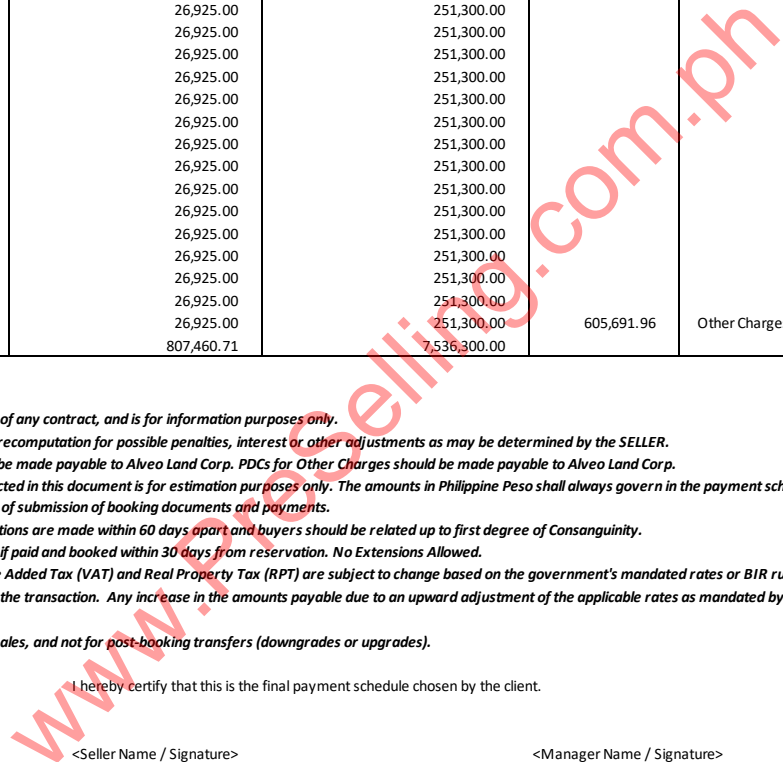 26,925.00 251,300.00
26,925.00 251,300.00
26,925.00 251,300.00
26,925.00 251,300.00
26,925.00 251,300.00
26,925.00 251,300.00
26,925.00 251,300.00
26,925.00 251,300.00
26,925.00 251,300.00
26,925.00 251,300.00
26,925.00 251,300.00
26,925.00 251,300.00
26,925.00 251,300.00
26,925.00 251,300.00
26,925.00 251,300.00 605,691.96 Other Charge
807,460.71 7,536,300.00
of any contract, and is for information purposes only.
recomputation for possible penalties, interest or other adjustments as may be determined by the SELLER.
be made payable to Alveo Land Corp. PDCs for Other Charges should be made payable to Alveo Land Corp.
cted in this document is for estimation purposes only. The amounts in Philippine Peso shall always govern in the payment sch
of submission of booking documents and payments.
tions are made within 60 days apart and buyers should be related up to first degree of Consanguinity.
if paid and booked within 30 days from reservation. No Extensions Allowed.
e Added Tax (VAT) and Real Property Tax (RPT) are subject to change based on the government's mandated rates or BIR ru
the transaction. Any increase in the amounts payable due to an upward adjustment of the applicable rates as mandated by
ales, and not for post-booking transfers (downgrades or upgrades).
I hereby certify that this is the final payment schedule chosen by the client.
<Seller Name / Signature> <Manager Name / Signature>
www.PreSelling.com.ph